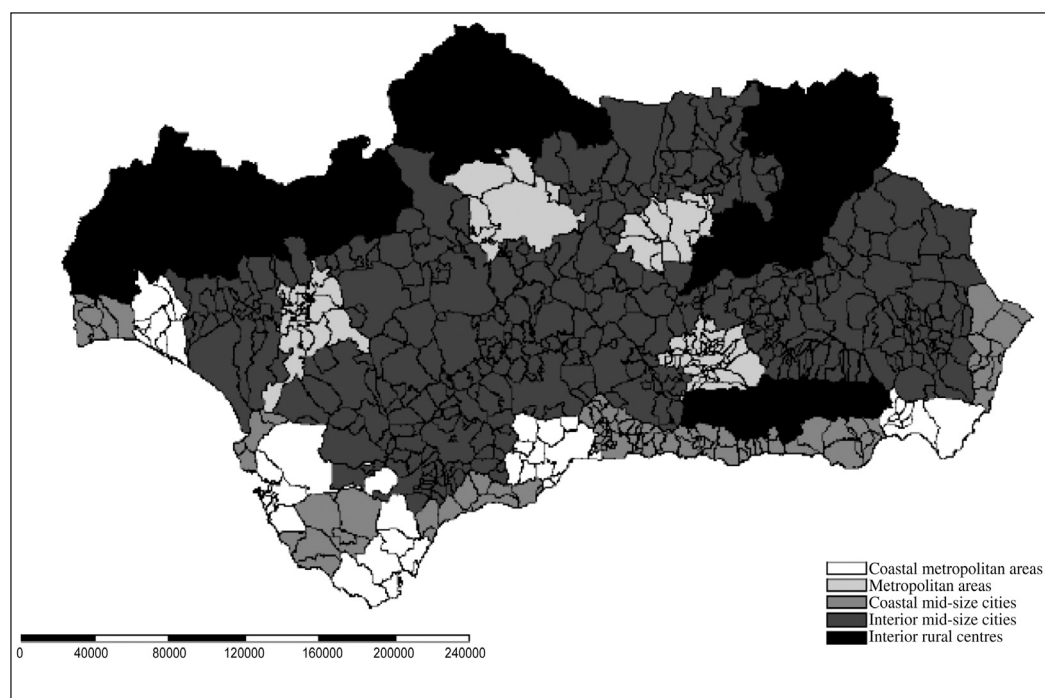 Coastal metropolitan areas
Metropolitan areas
Coastal mid-size cities
Interior mid-size cities
Interior rural centres
0 40000 80000 120000 160000 200000 240000